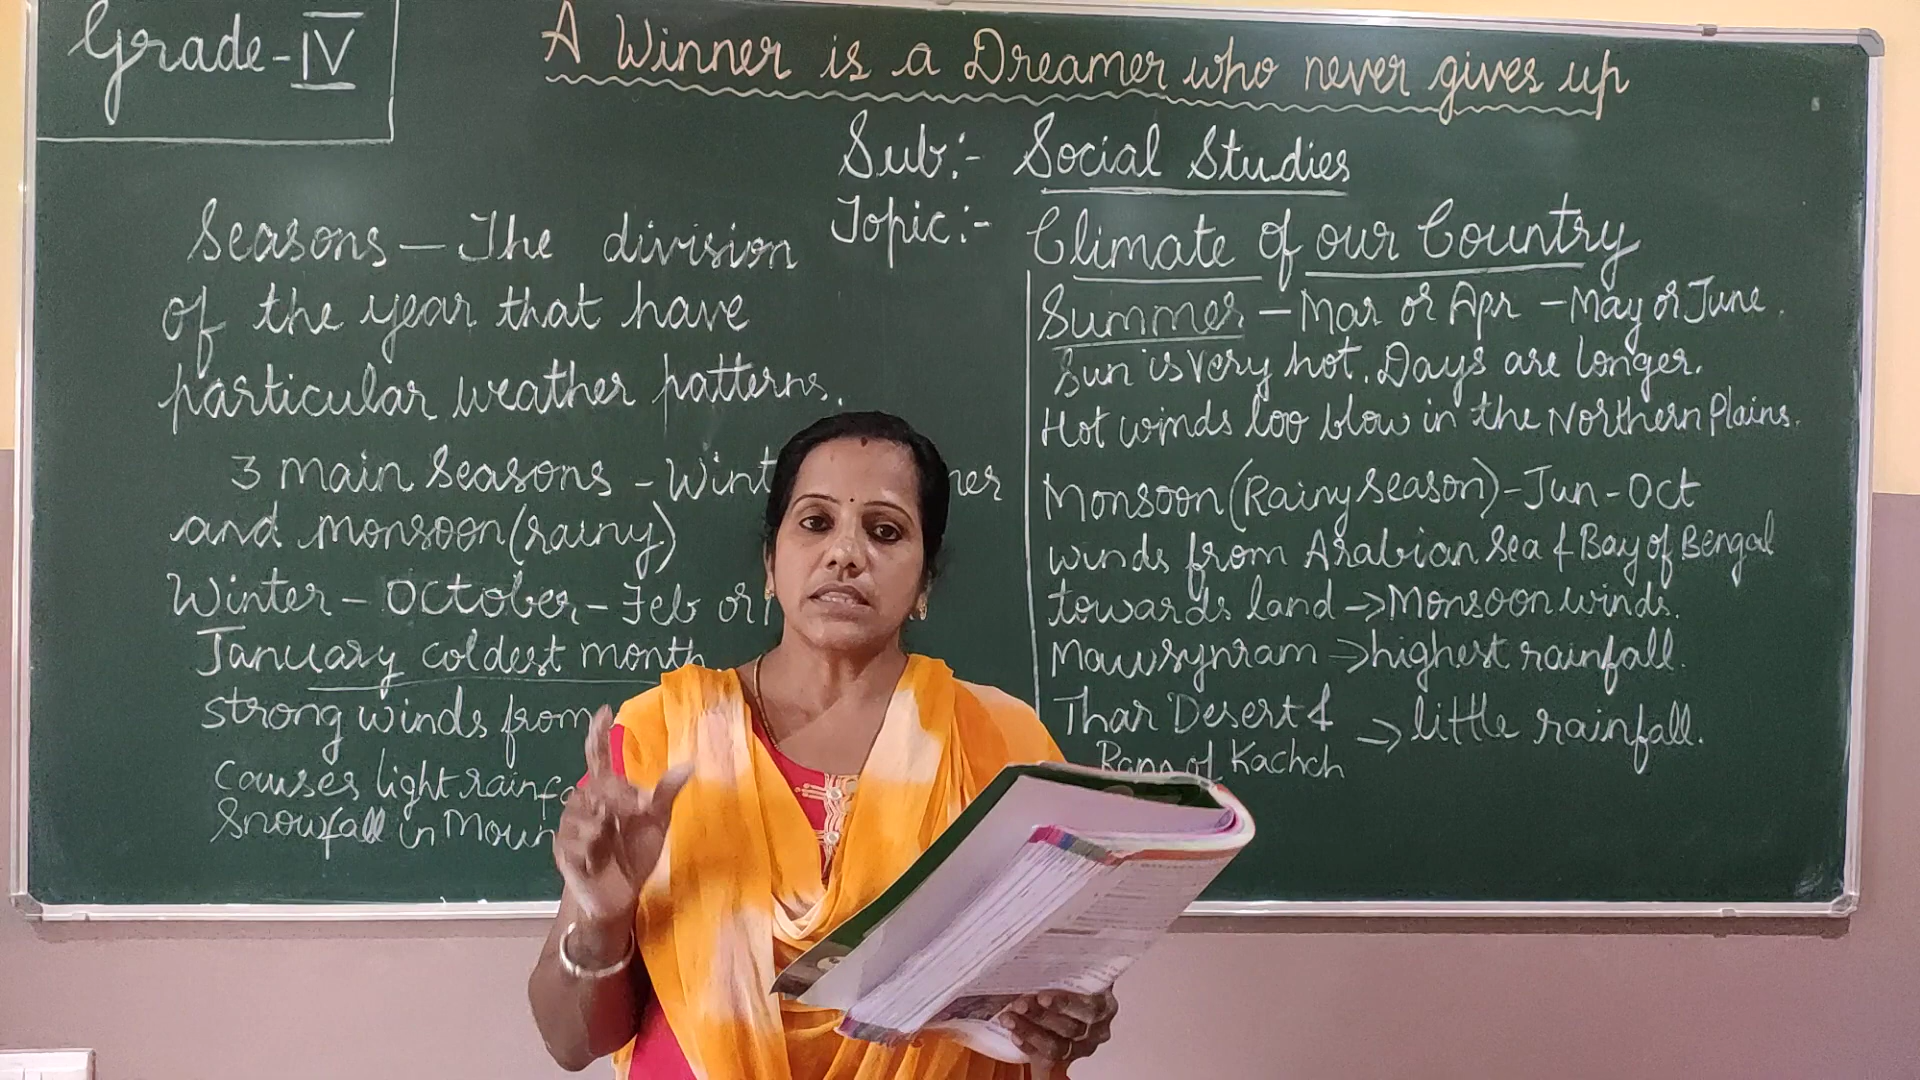 Grade-IV
A Winner is a Dreamer who never gives up
Sub:- Social Studies
Topic:- Climate of our Country
Seasons – The division
of the year that have
particular weather patterns.
3 main seasons - Wint
ner
and monsoon (rainy)
Winter – October – Feb or
January coldest month
strong winds from
Causes light rainfa
Snowfall in Moun
Summer – Mar or Apr – May or June.
Sun is very hot. Days are longer.
Hot winds loo blow in the Northern Plains.
Monsoon (Rainy season) - Jun - Oct
winds from Arabian Sea & Bay of Bengal
towards land → Monsoon winds.
Mawsynram → highest rainfall.
Thar Desert & → little rainfall.
Rann of Kachch